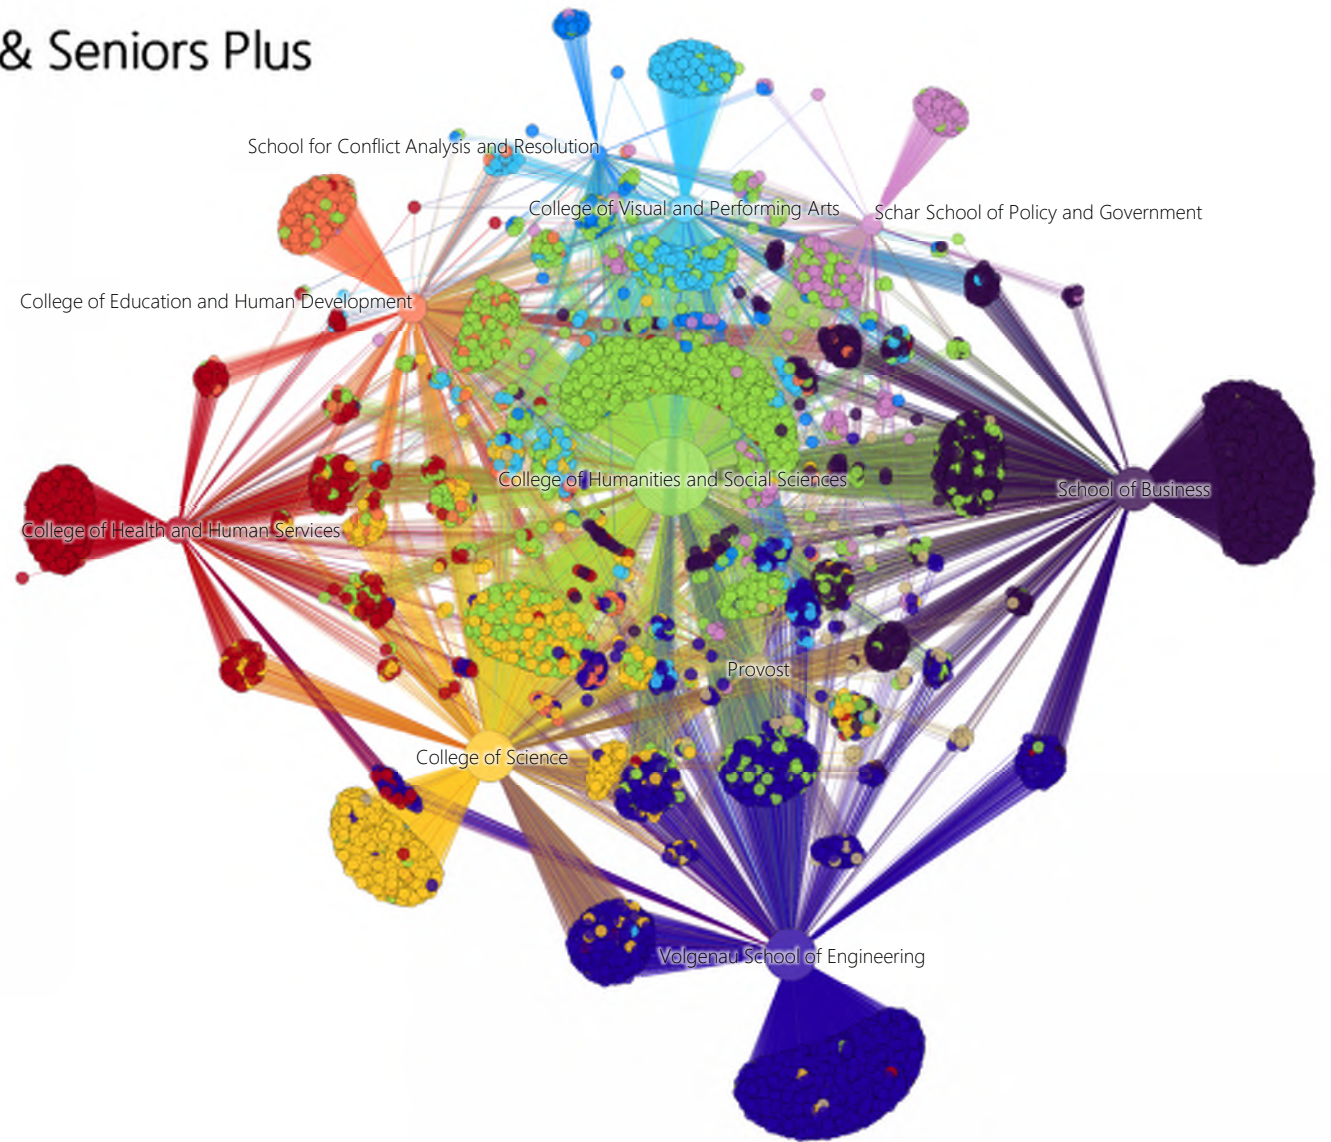 & Seniors Plus
School for Conflict Analysis and Resolution
College of Visual and Performing Arts
Schar School of Policy and Government
College of Education and Human Development
College of Humanities and Social Sciences
School of Business
College of Health and Human Services
Provost
College of Science
Volgenau School of Engineering